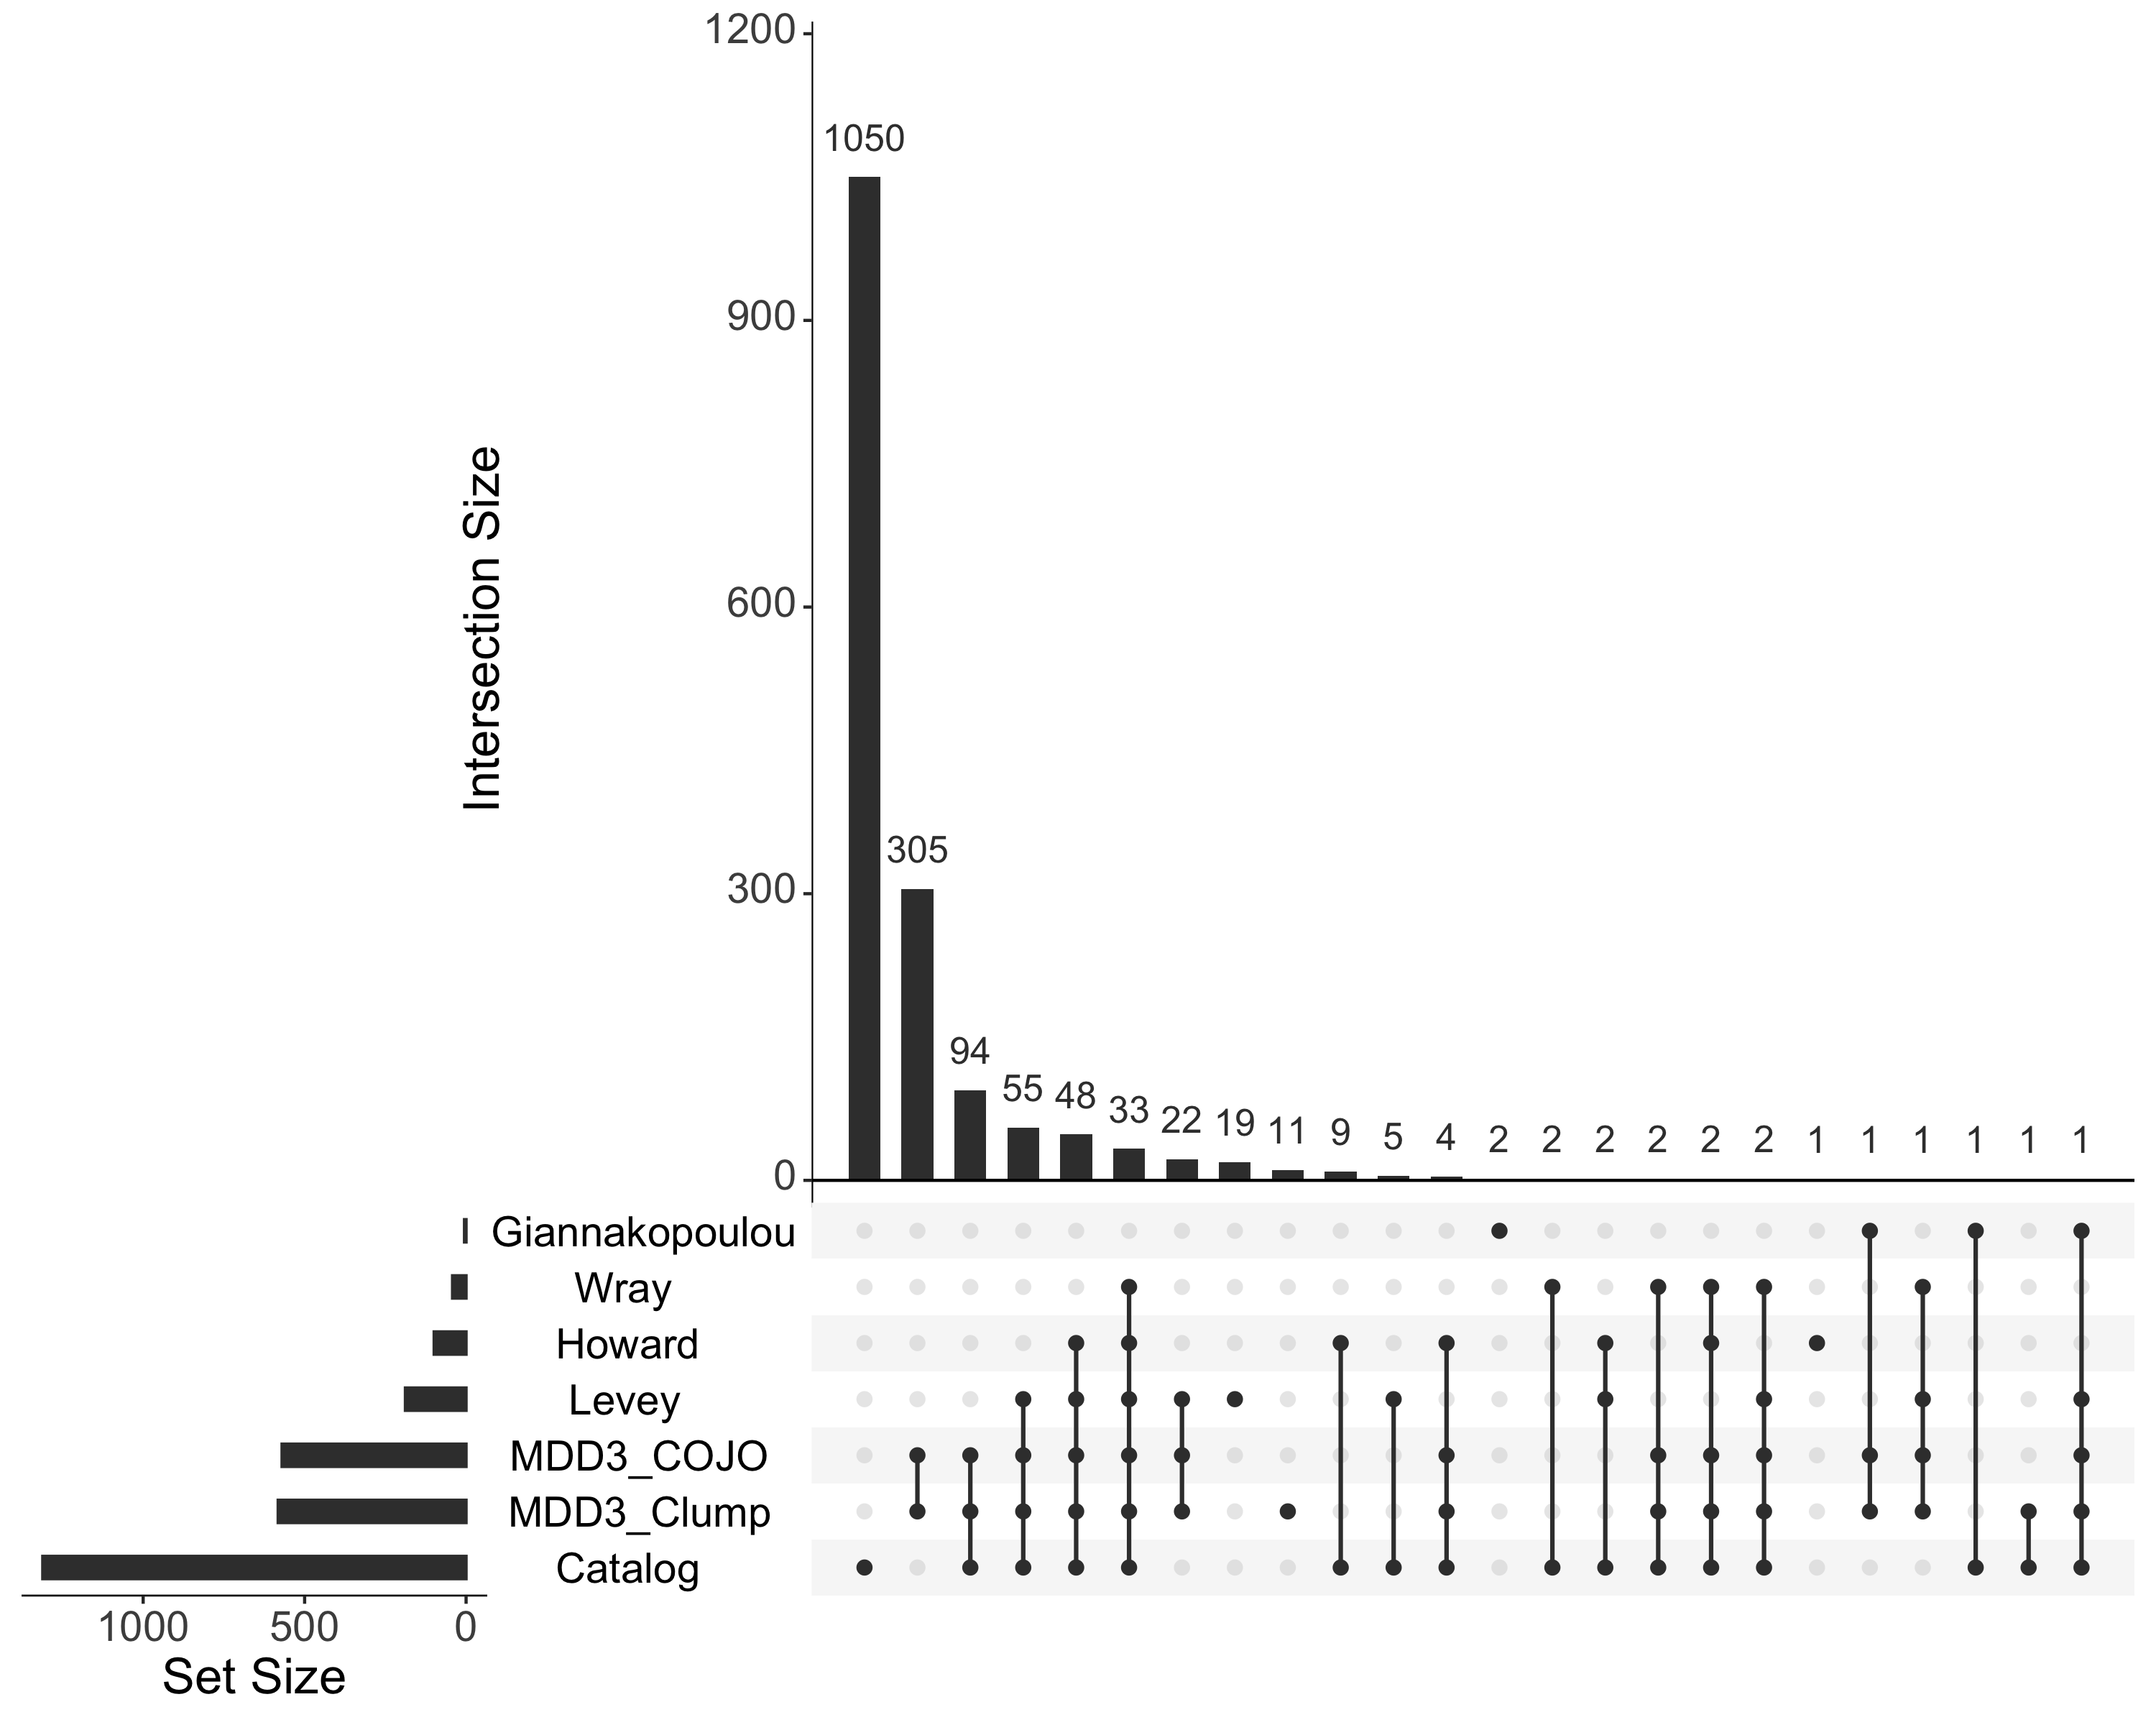 1200
900
600
300
0
Intersection Size
1050
305
94
55
48
33
22
19
11
9
5
4
2
2
2
2
2
2
1
1
1
1
1
1
Giannakopoulou
Wray
Howard
Levey
MDD3_COJO
MDD3_Clump
Catalog
1000 500 0
Set Size